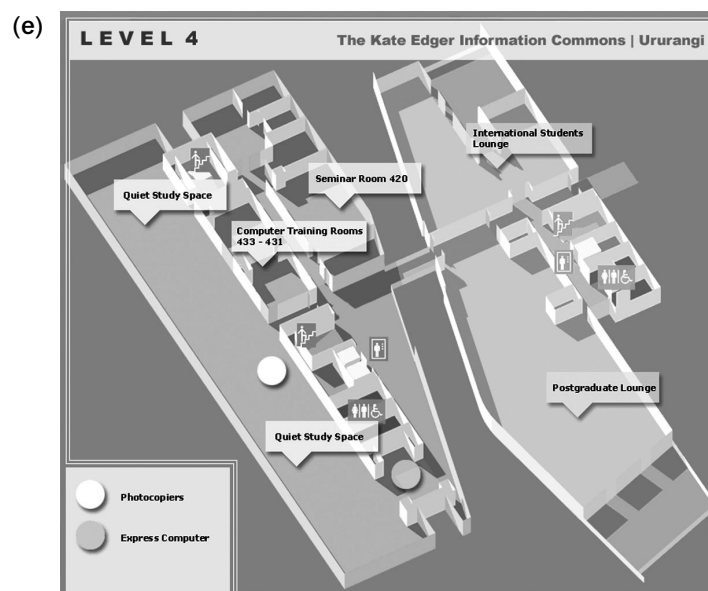 (e)
LEVEL 4
The Kate Edger Information Commons | Ururangi
International Students
Lounge
Seminar Room 420
Quiet Study Space
Computer Training Rooms
433 - 431
Postgraduate Lounge
Quiet Study Space
Photocopiers
Express Computer